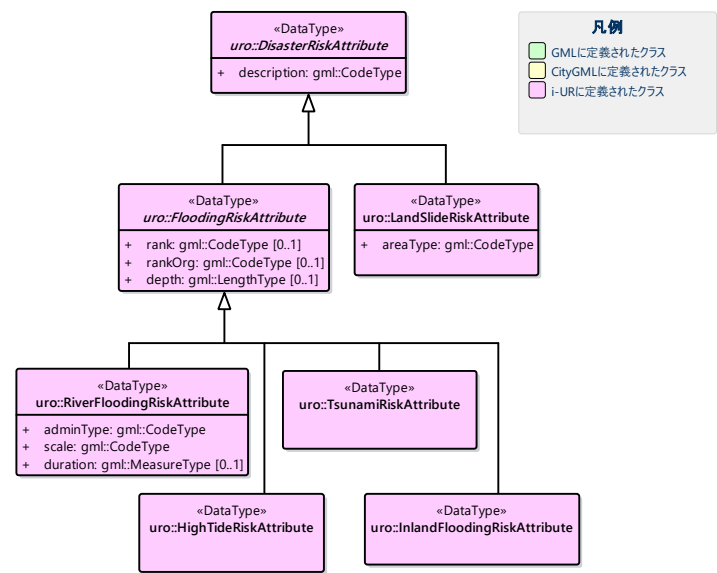 «DataType»
uro::DisasterRiskAttribute
+ description: gml::CodeType
凡例
GMLに定義されたクラス
CityGMLに定義されたクラス
i-URに定義されたクラス
«DataType»
uro::FloodingRiskAttribute
+ rank: gml::CodeType [0..1]
+ rankOrg: gml::CodeType [0..1]
+ depth: gml::LengthType [0..1]
«DataType»
uro::LandSlideRiskAttribute
+ areaType: gml::CodeType
«DataType»
uro::RiverFloodingRiskAttribute
+ adminType: gml::CodeType
+ scale: gml::CodeType
+ duration: gml::MeasureType [0..1]
«DataType»
uro::TsunamiRiskAttribute
«DataType»
uro::HighTideRiskAttribute
«DataType»
uro::InlandFloodingRiskAttribute